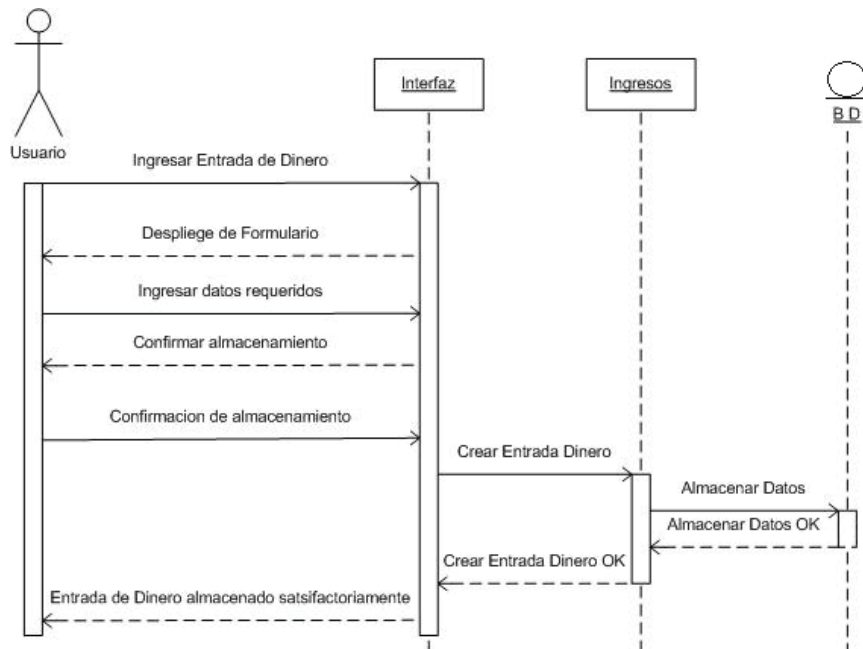 Interfaz
Ingresos
B D
Usuario
Ingresar Entrada de Dinero
Despliege de Formulario
Ingresar datos requeridos
Confirmar almacenamiento
Confirmacion de almacenamiento
Crear Entrada Dinero
Almacenar Datos
Almacenar Datos OK
Crear Entrada Dinero OK
Entrada de Dinero almacenado satsifactoriamente